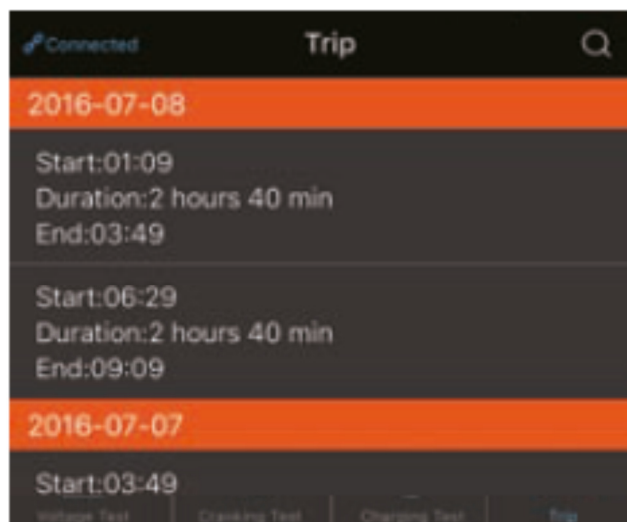 Connected
Trip
2016-07-08
Start:01:09
Duration:2 hours 40 min
End:03:49
Start:06:29
Duration:2 hours 40 min
End:09:09
2016-07-07
Start:03:49
Voltage Test
Cranking Test
Charging Test
Trip